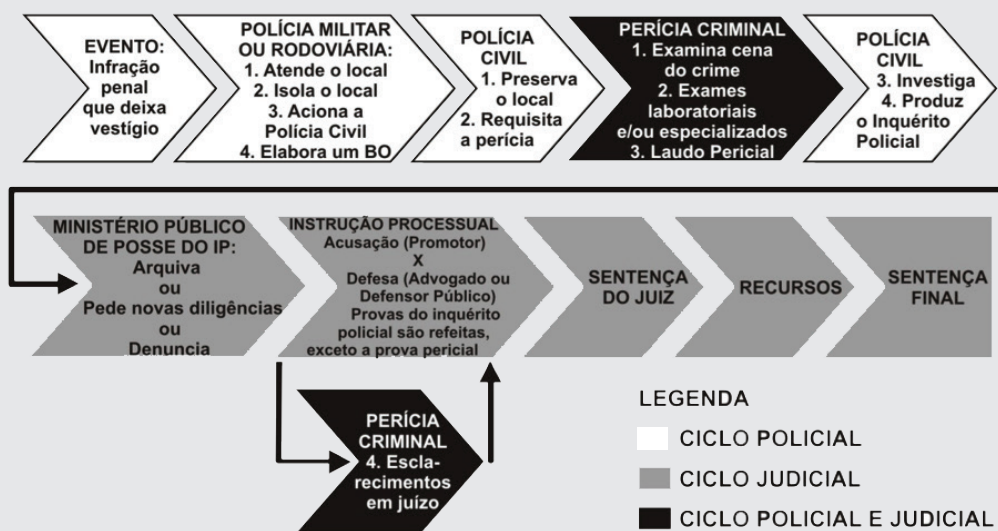 EVENTO:
Infração
penal
que deixa
vestígio
POLÍCIA MILITAR
OU RODOVIÁRIA:
1. Atende o local
2. Isola o local
3. Aciona a
Polícia Civil
4. Elabora um BO
POLÍCIA
CIVIL
1. Preserva
o local
2. Requisita
a perícia
PERÍCIA CRIMINAL
1. Examina cena
do crime
2. Exames
laboratoriais
e/ou especializados
3. Laudo Pericial
POLÍCIA
CIVIL
3. Investiga
4. Produz
o Inquérito
Policial
MINISTÉRIO PÚBLICO
DE POSSE DO IP:
Arquiva
ou
Pede novas diligências
ou
Denuncia
INSTRUÇÃO PROCESSUAL
Acusação (Promotor)
X
Defesa (Advogado ou
Defensor Público)
Provas do inquérito
policial são refeitas,
exceto a prova pericial
SENTENÇA
DO JUIZ
RECURSOS
SENTENÇA
FINAL
PERÍCIA
CRIMINAL
4. Escla-
recimentos
em juízo
LEGENDA
CICLO POLICIAL
CICLO JUDICIAL
CICLO POLICIAL E JUDICIAL